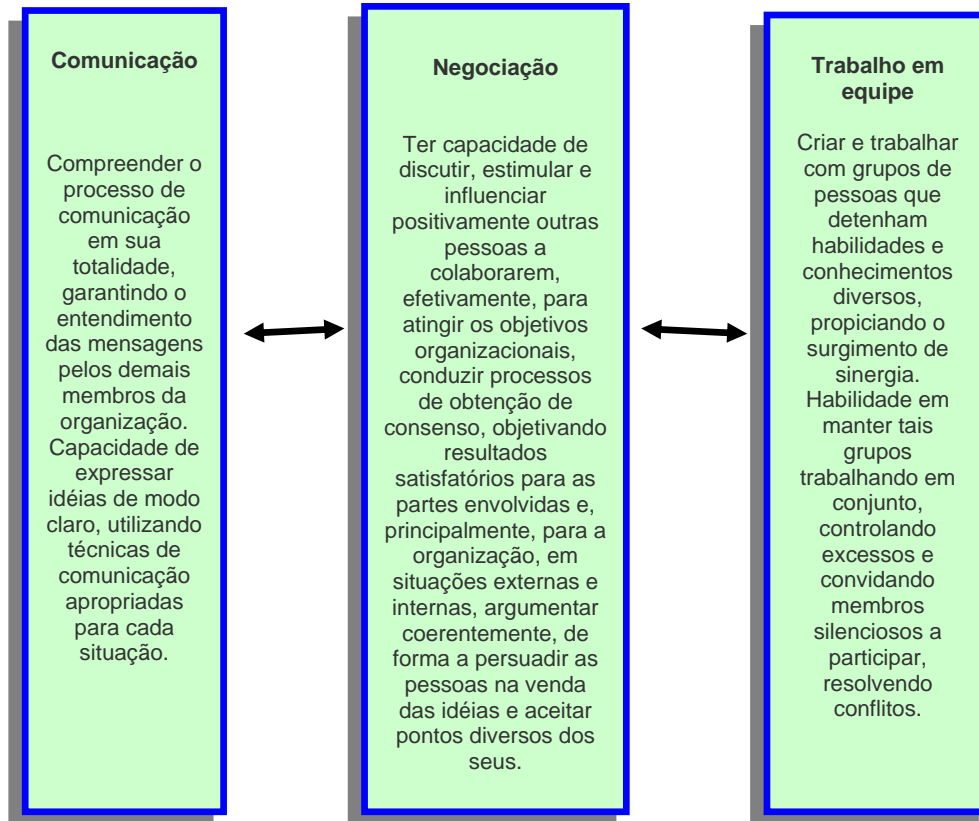 Comunicação
Compreender o
processo de
comunicação
em sua
totalidade,
garantindo o
entendimento
das mensagens
pelos demais
membros da
organização.
Capacidade de
expressar
idéias de modo
claro, utilizando
técnicas de
comunicação
apropriadas
para cada
situação.
Negociação
Ter capacidade de
discutir, estimular e
influenciar
positivamente outras
pessoas a
colaborarem,
efetivamente, para
atingir os objetivos
organizacionais,
conduzir processos
de obtenção de
consenso, objetivando
resultados
satisfatórios para as
partes envolvidas e,
principalmente, para a
organização, em
situações externas e
internas, argumentar
coerentemente, de
forma a persuadir as
pessoas na venda
das idéias e aceitar
pontos diversos dos
seus.
Trabalho em
equipe
Criar e trabalhar
com grupos de
pessoas que
detenham
habilidades e
conhecimentos
diversos,
propiciando o
surgimento de
sinergia.
Habilidade em
manter tais
grupos
trabalhando em
conjunto,
controlando
excessos e
convidando
membros
silenciosos a
participar,
resolvendo
conflitos.